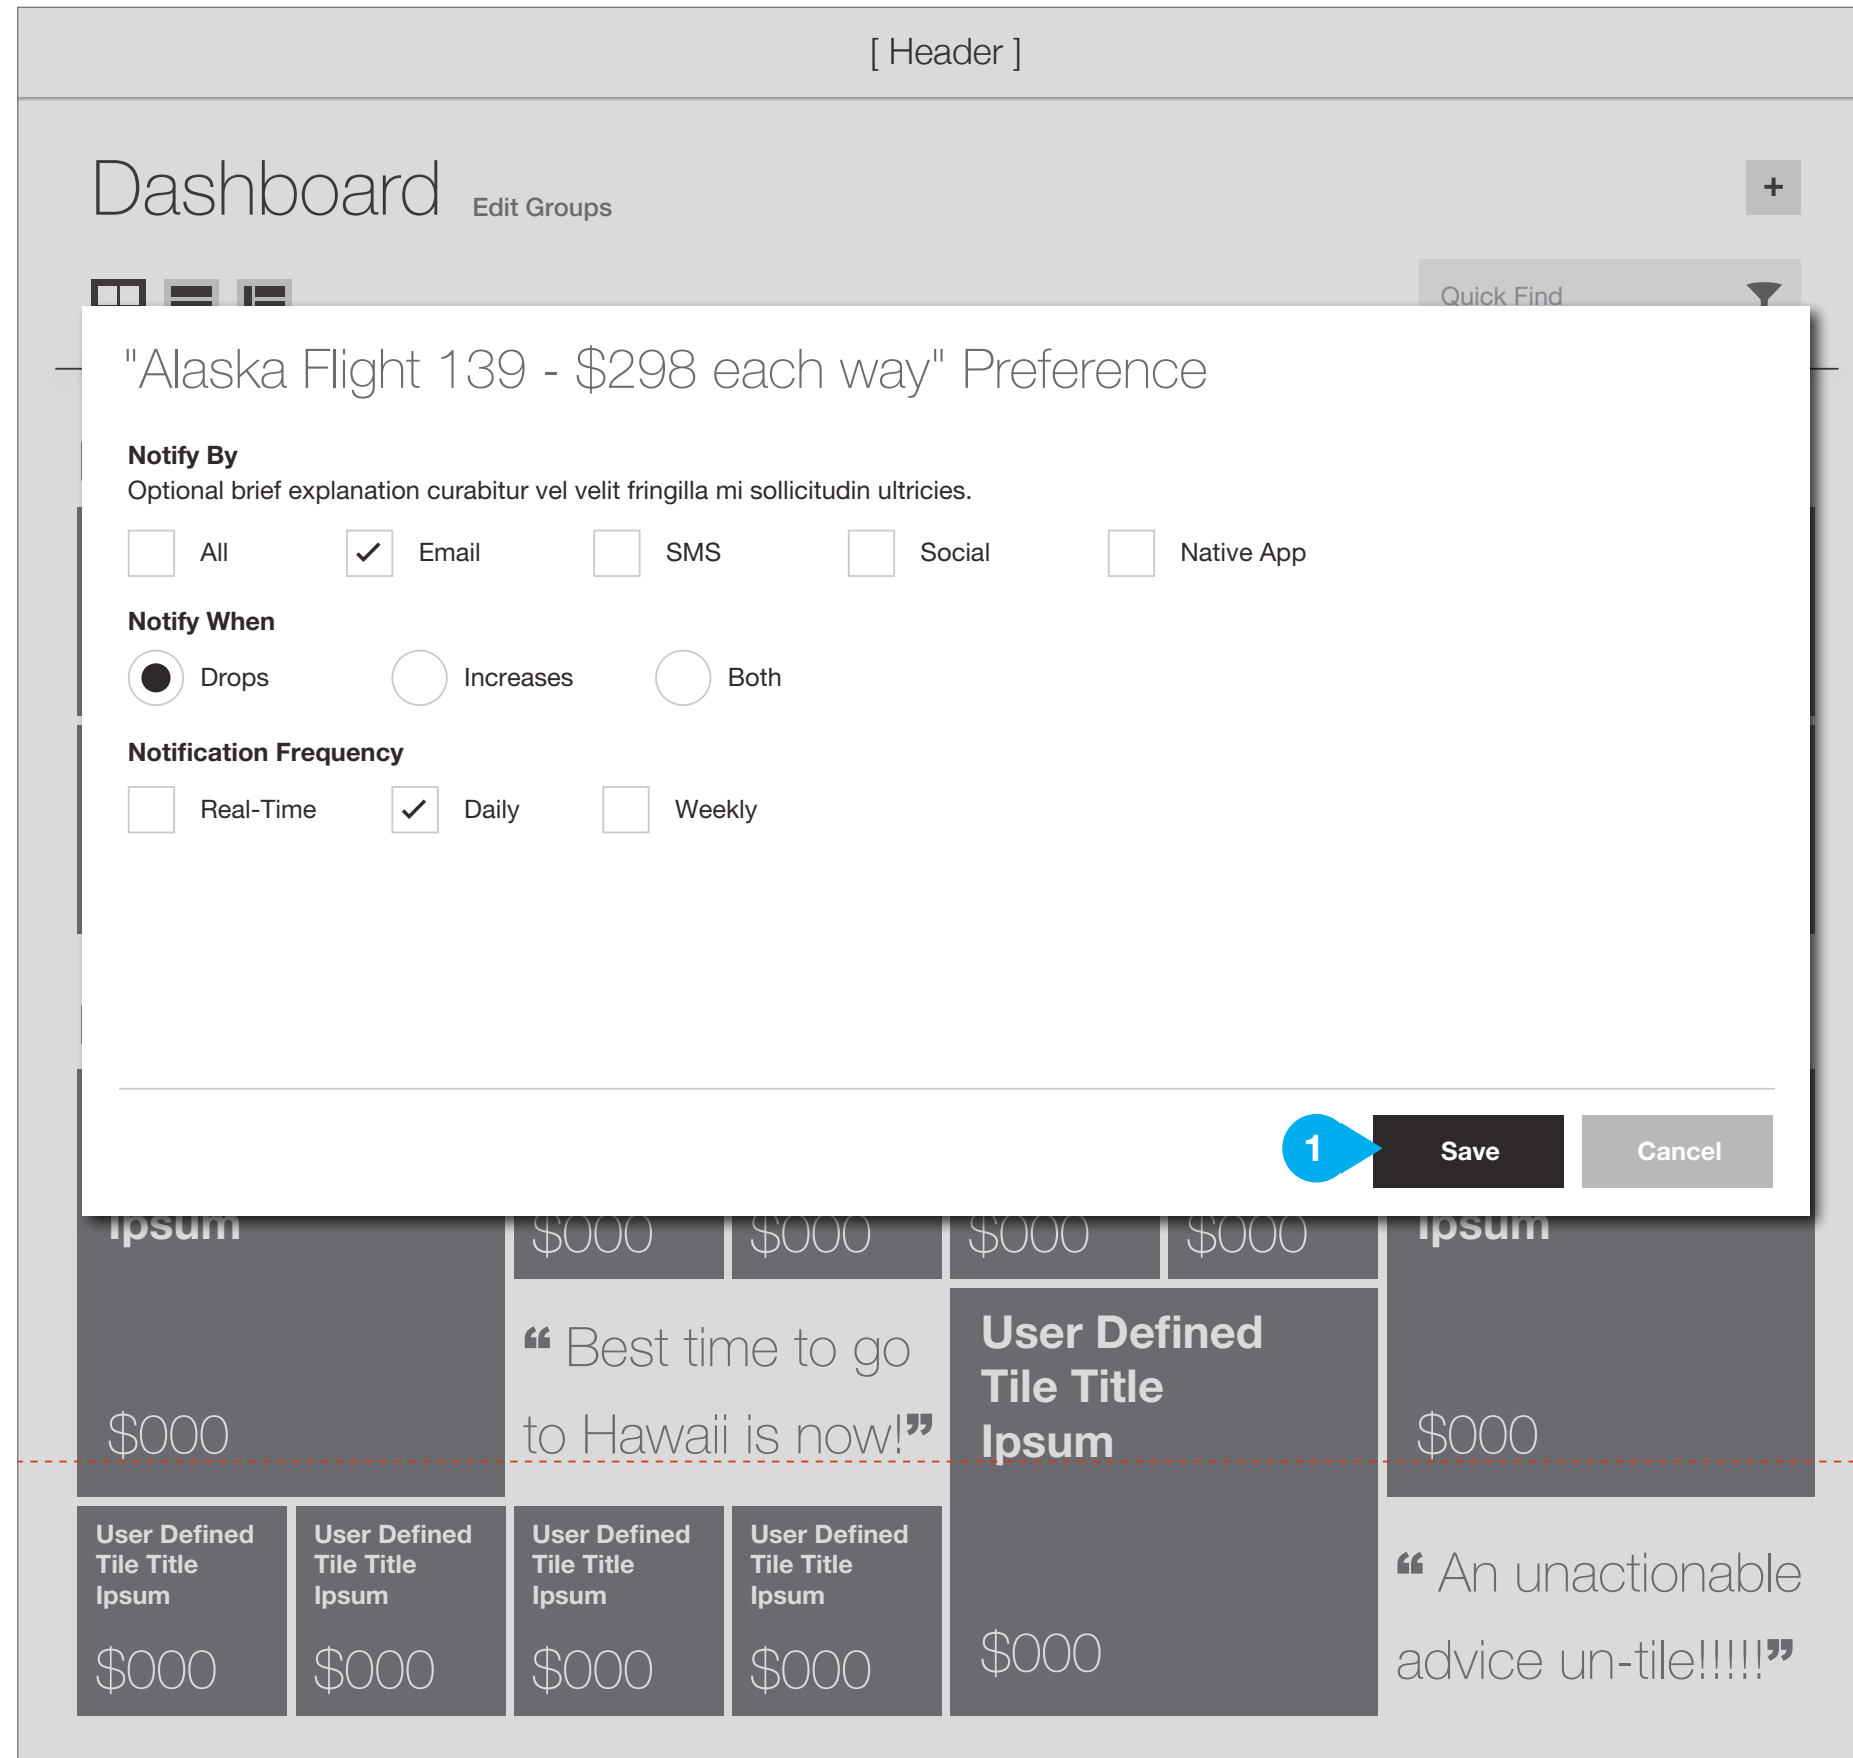 [ Header ]
Dashboard Edit Groups
+
Quick Find
"Alaska Flight 139 - $298 each way" Preference
Notify By
Optional brief explanation curabitur vel velit fringilla mi sollicitudin ultricies.
All Email SMS Social Native App
Notify When
Drops Increases Both
Notification Frequency
Real-Time Daily Weekly
1 Save Cancel
Ipsum $000 $000 $000 $000 Ipsum
“ Best time to go
to Hawaii is now!”
User Defined
Tile Title
Ipsum
$000
$000
User Defined
Tile Title
Ipsum
$000
User Defined
Tile Title
Ipsum
$000
User Defined
Tile Title
Ipsum
$000
User Defined
Tile Title
Ipsum
$000
$000
“ An unactionable
advice un-tile!!!!!”